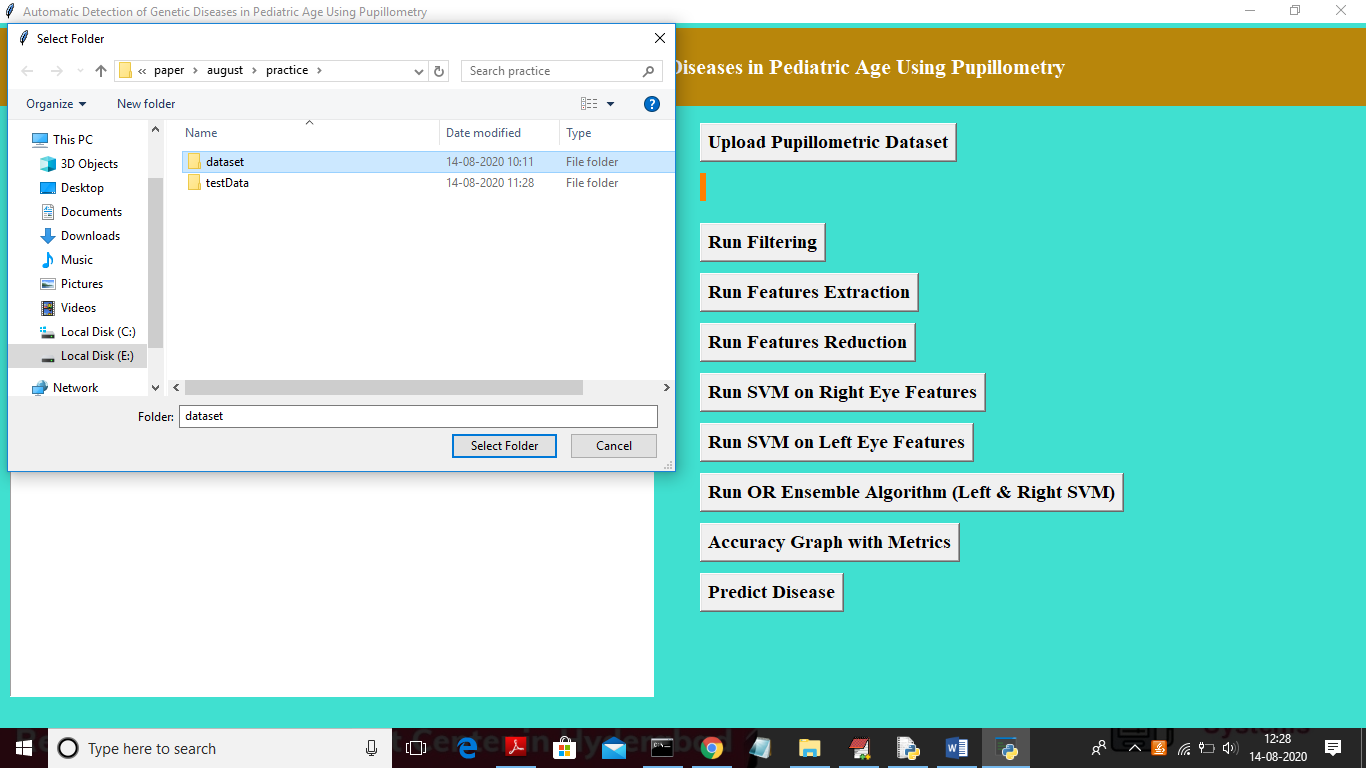 Automatic Detection of Genetic Diseases in Pediatric Age Using Pupillometry
Select Folder
« paper › august › practice ›
Search practice
Diseases in Pediatric Age Using Pupillometry
Organize
New folder
Name
Date modified
Type
This PC
3D Objects
Desktop
Documents
Downloads
Music
Pictures
Videos
Local Disk (C:)
Local Disk (E:)
Network
dataset 14-08-2020 10:11 File folder
testData 14-08-2020 11:28 File folder
Folder: dataset
Select Folder
Cancel
Upload Pupillometric Dataset
Run Filtering
Run Features Extraction
Run Features Reduction
Run SVM on Right Eye Features
Run SVM on Left Eye Features
Run OR Ensemble Algorithm (Left & Right SVM)
Accuracy Graph with Metrics
Predict Disease
Type here to search
12:28
14-08-2020